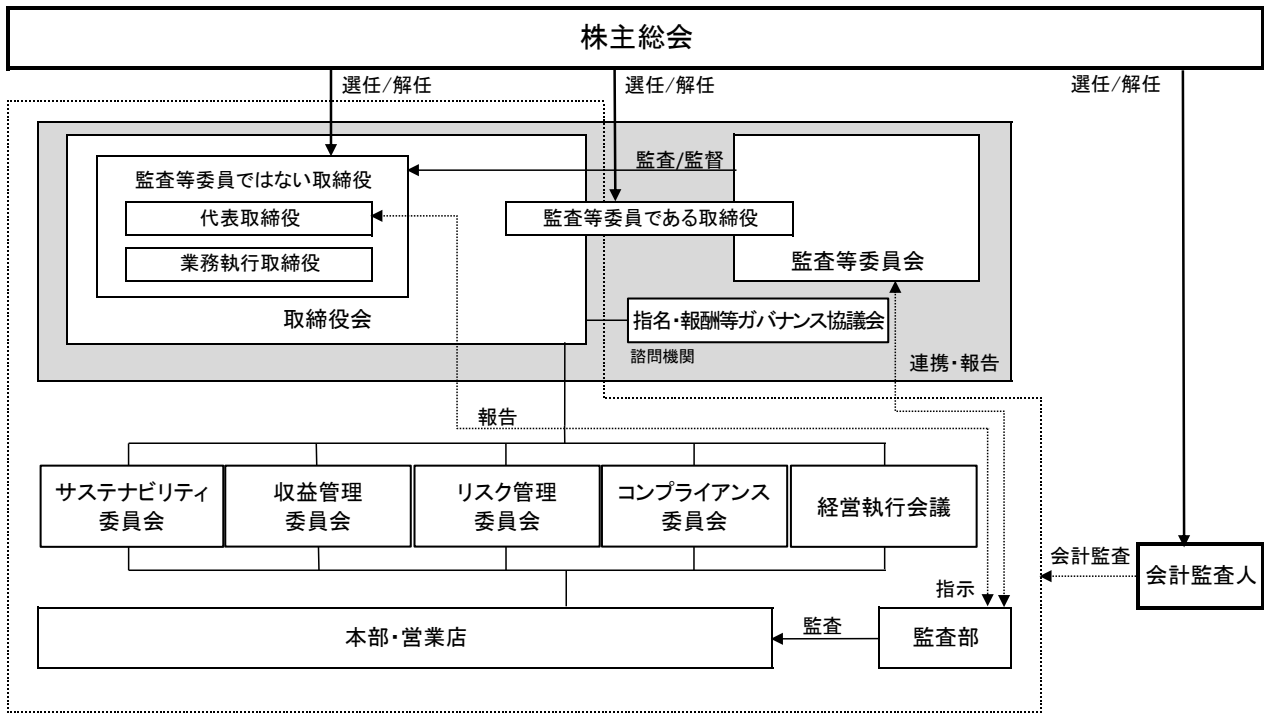 株主総会
選任/解任
選任/解任
選任/解任
監査/監督
監査等委員ではない取締役
代表取締役
監査等委員である取締役
業務執行取締役
監査等委員会
取締役会
指名・報酬等ガバナンス協議会
諮問機関
連携・報告
報告
サステナビリティ
委員会
収益管理
委員会
リスク管理
委員会
コンプライアンス
委員会
経営執行会議
会計監査
会計監査人
指示
本部・営業店
監査
監査部